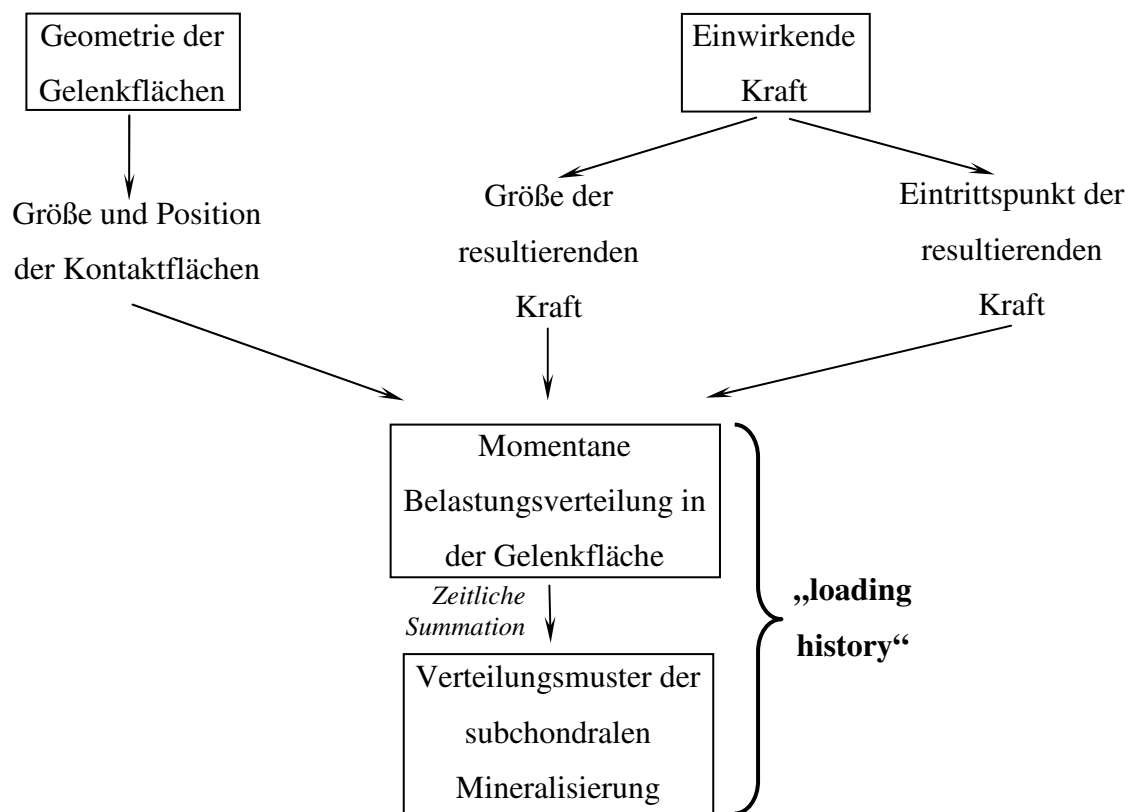 Geometrie der
Gelenkflächen
Einwirkende
Kraft
Größe und Position
der Kontaktflächen
Größe der
resultierenden
Kraft
Eintrittspunkt der
resultierenden
Kraft
Momentane
Belastungsverteilung in
der Gelenkfläche
Zeitliche
Summation
„loading
history“
Verteilungsmuster der
subchondralen
Mineralisierung